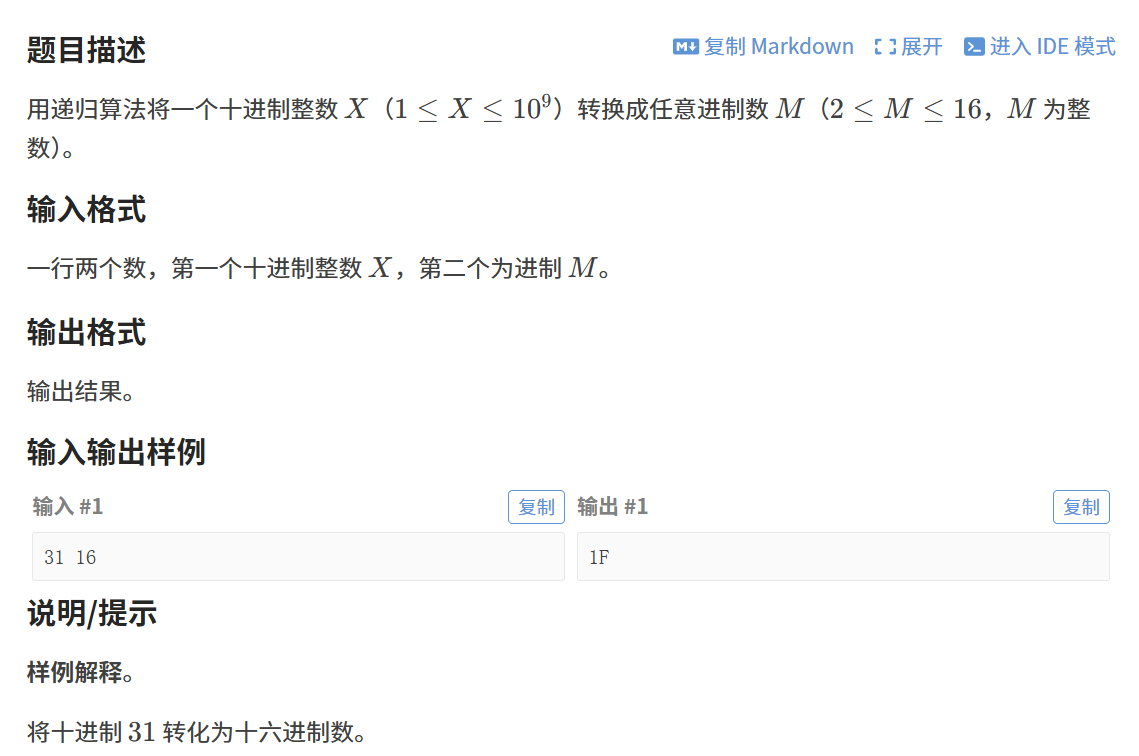 题目描述
复制 Markdown 展开 进入 IDE 模式
用递归算法将一个十进制整数 X（1 ≤ X ≤ 10⁹）转换成任意进制数 M（2 ≤ M ≤ 16，M 为整
数）。
输入格式
一行两个数，第一个十进制整数 X，第二个为进制 M。
输出格式
输出结果。
输入输出样例
输入 #1 复制 输出 #1 复制
31 16
1F
说明/提示
样例解释。
将十进制 31 转化为十六进制数。